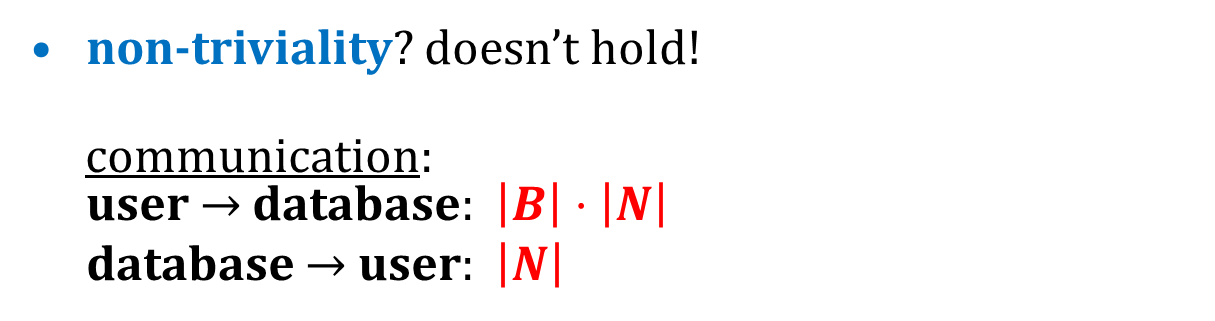 • non-triviality? doesn’t hold!
communication:
user → database: |B| · |N|
database → user: |N|